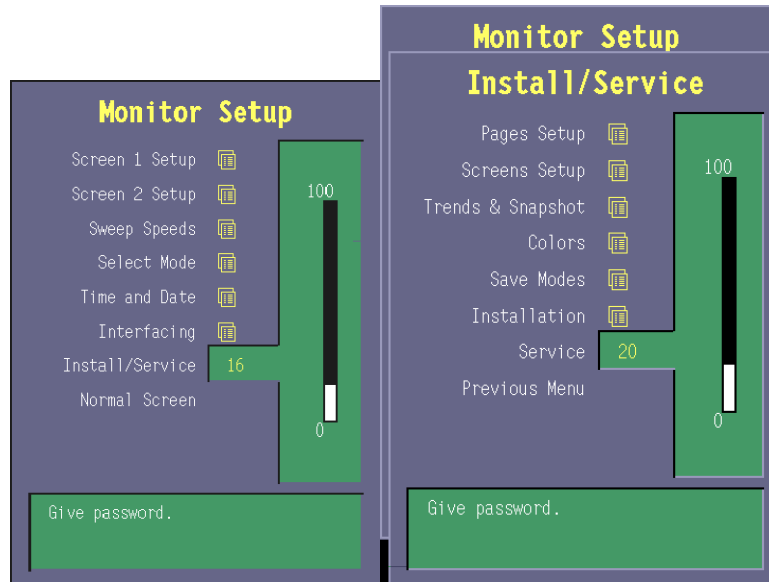 Monitor Setup
Screen 1 Setup
Screen 2 Setup
Sweep Speeds
Select Mode
Time and Date
Interfacing
Install/Service 16
Normal Screen
100
0
Give password.
Monitor Setup
Install/Service
Pages Setup
Screens Setup
Trends & Snapshot
Colors
Save Modes
Installation
Service 20
Previous Menu
100
0
Give password.